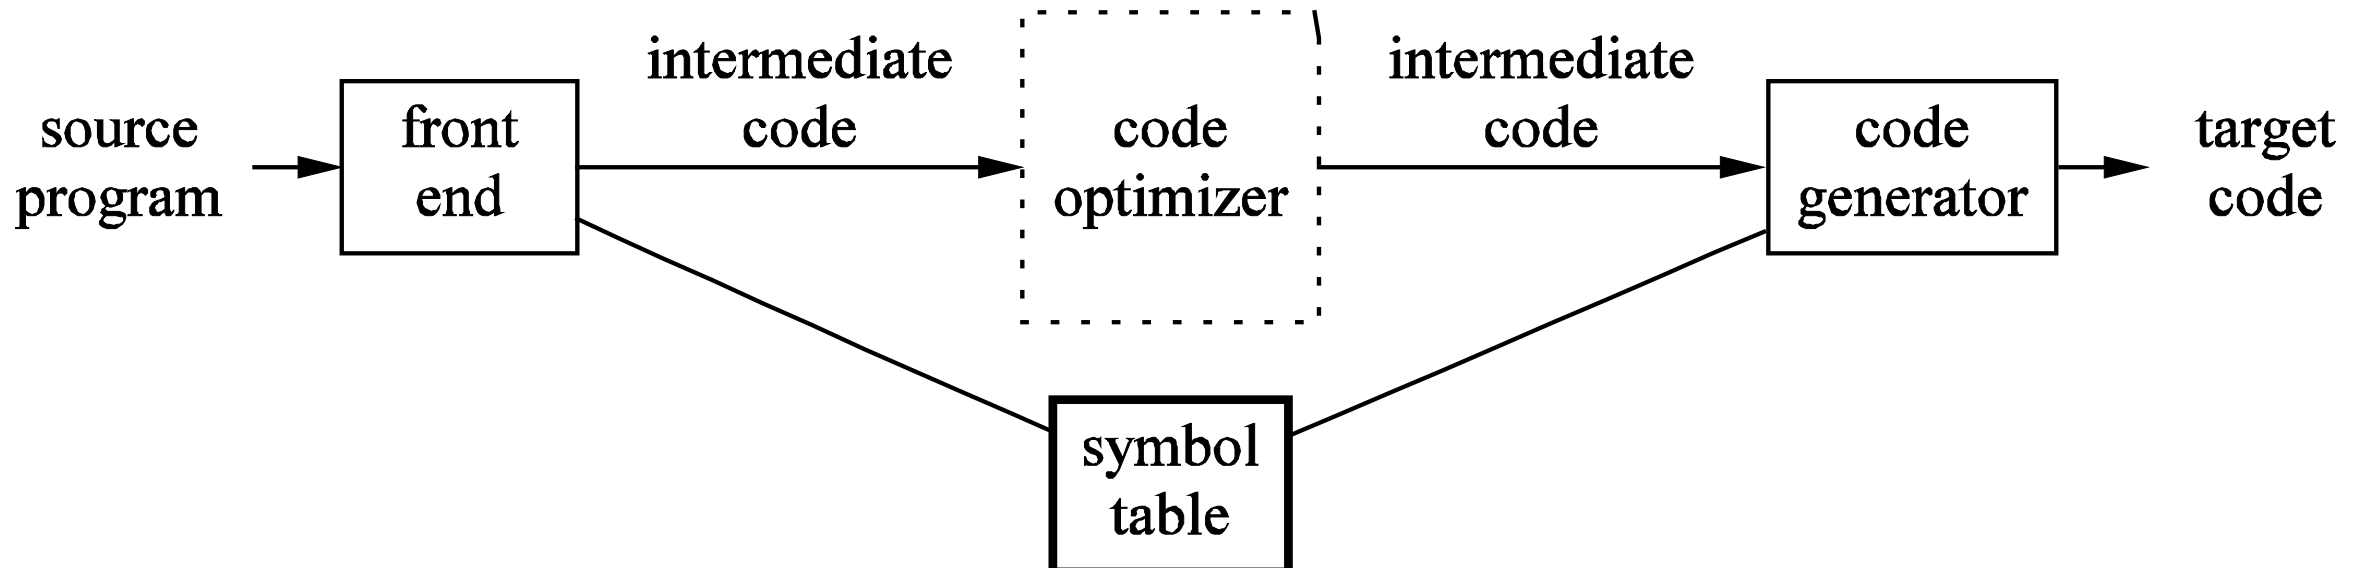 source
program
front
end
intermediate
code
code
optimizer
intermediate
code
code
generator
target
code
symbol
table